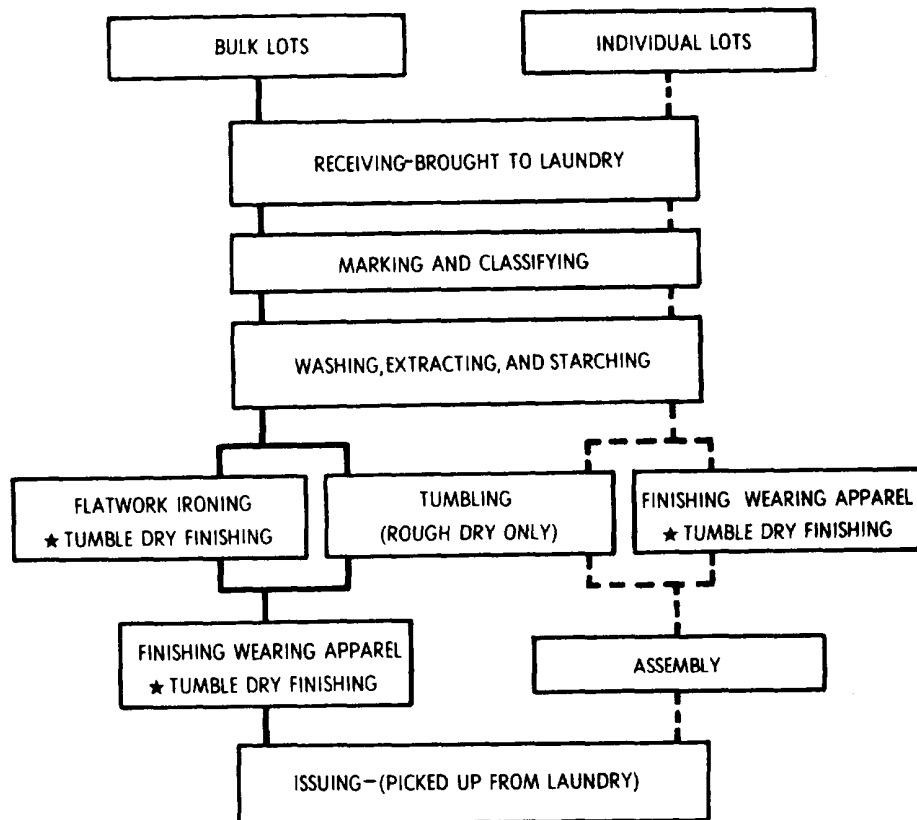 BULK LOTS
INDIVIDUAL LOTS
RECEIVING-BROUGHT TO LAUNDRY
MARKING AND CLASSIFYING
WASHING, EXTRACTING, AND STARCHING
FLATWORK IRONING
★ TUMBLE DRY FINISHING
TUMBLING
(ROUGH DRY ONLY)
FINISHING WEARING APPAREL
★ TUMBLE DRY FINISHING
FINISHING WEARING APPAREL
★ TUMBLE DRY FINISHING
ASSEMBLY
ISSUING-(PICKED UP FROM LAUNDRY)